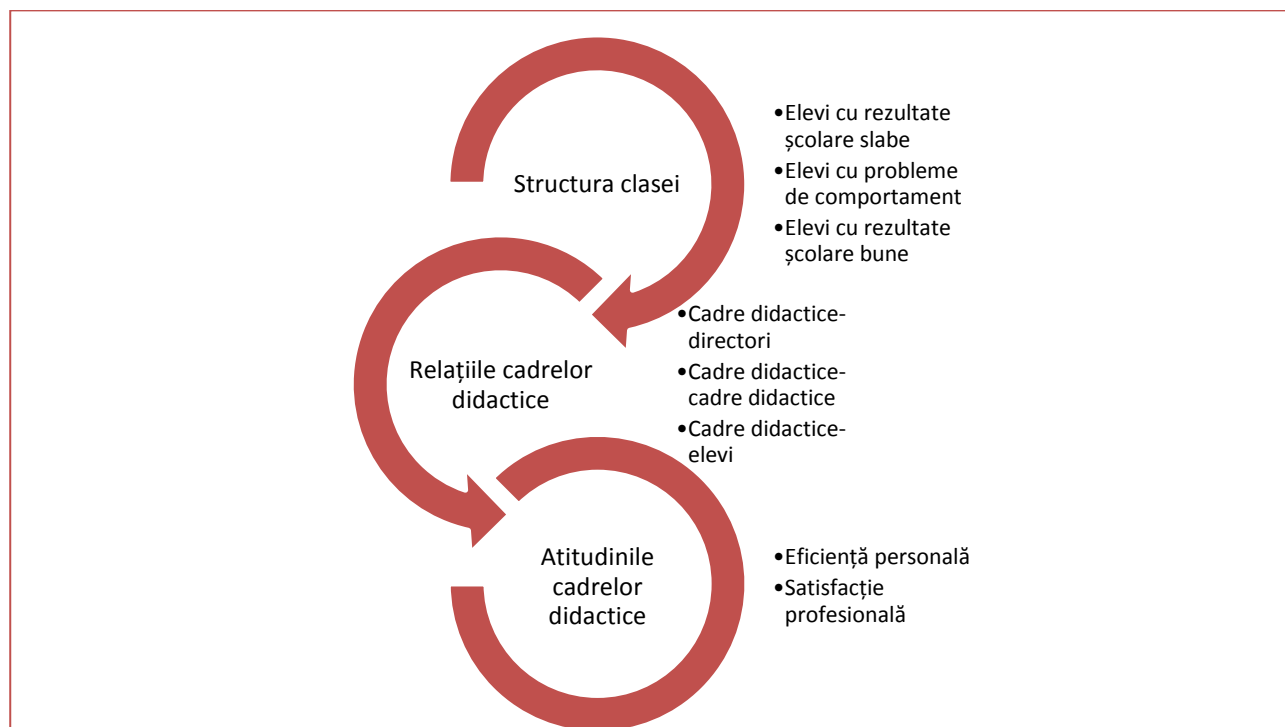 Structura clasei
•Elevi cu rezultate
școlare slabe
•Elevi cu probleme
de comportament
•Elevi cu rezultate
școlare bune
Relațiile cadrelor
didactice
•Cadre didactice-
directori
•Cadre didactice-
cadre didactice
•Cadre didactice-
elevi
Atitudinile
cadrelor
didactice
•Eficiență personală
•Satisfacție
profesională